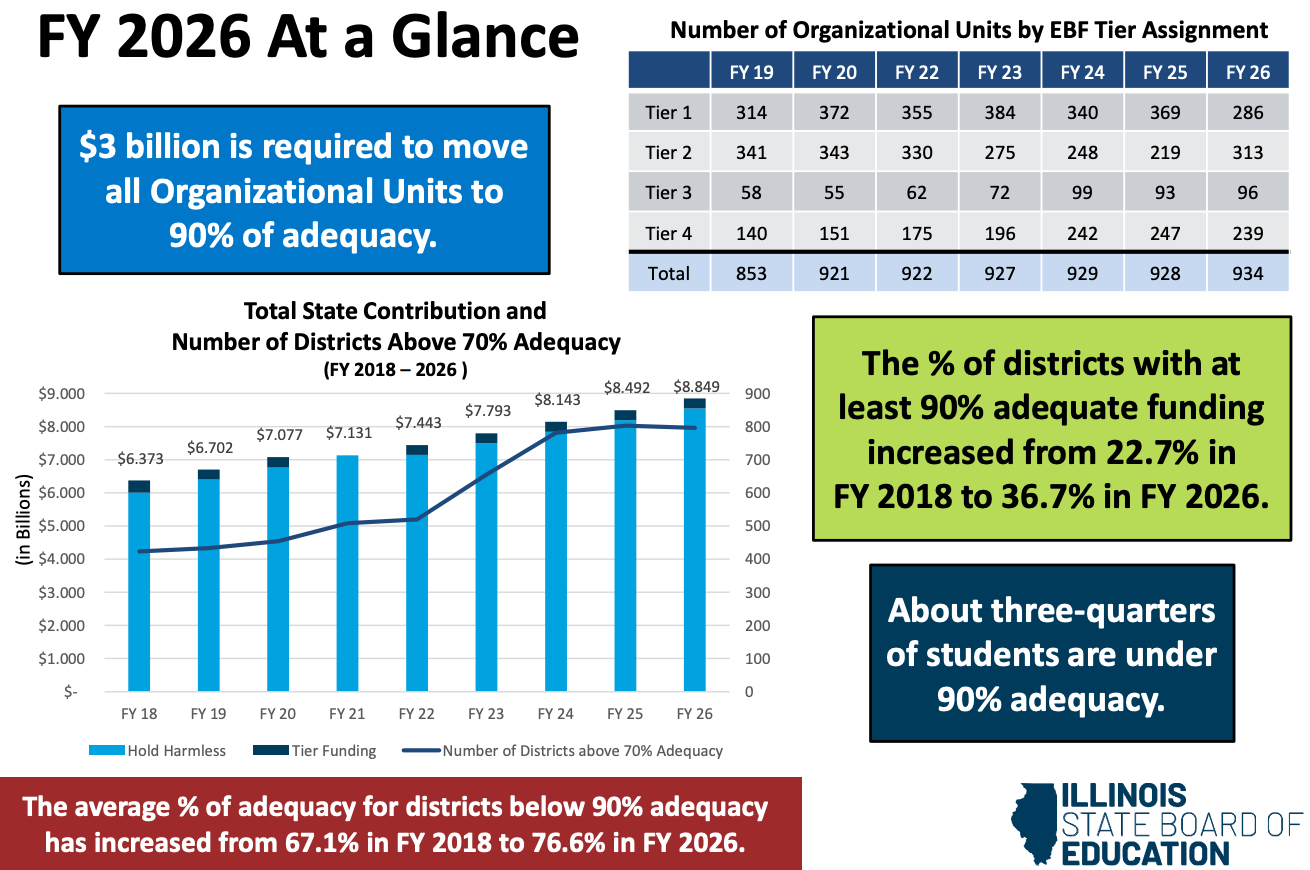 FY 2026 At a Glance
$3 billion is required to move
all Organizational Units to
90% of adequacy.
Number of Organizational Units by EBF Tier Assignment
FY 19 FY 20 FY 22 FY 23 FY 24 FY 25 FY 26
Tier 1 314 372 355 384 340 369 286
Tier 2 341 343 330 275 248 219 313
Tier 3 58 55 62 72 99 93 96
Tier 4 140 151 175 196 242 247 239
Total 853 921 922 927 929 928 934
Total State Contribution and
Number of Districts Above 70% Adequacy
(FY 2018 – 2026 )
(in Billions)
$9.000
$8.000
$7.000
$6.000
$5.000
$4.000
$3.000
$2.000
$1.000
$-
$6.373
$6.702
$7.077
$7.131
$7.443
$7.793
$8.143
$8.492
$8.849
900
800
700
600
500
400
300
200
100
0
FY 18 FY 19 FY 20 FY 21 FY 22 FY 23 FY 24 FY 25 FY 26
Hold Harmless Tier Funding Number of Districts above 70% Adequacy
The % of districts with at
least 90% adequate funding
increased from 22.7% in
FY 2018 to 36.7% in FY 2026.
About three-quarters
of students are under
90% adequacy.
The average % of adequacy for districts below 90% adequacy
has increased from 67.1% in FY 2018 to 76.6% in FY 2026.
ILLINOIS
STATE BOARD OF
EDUCATION